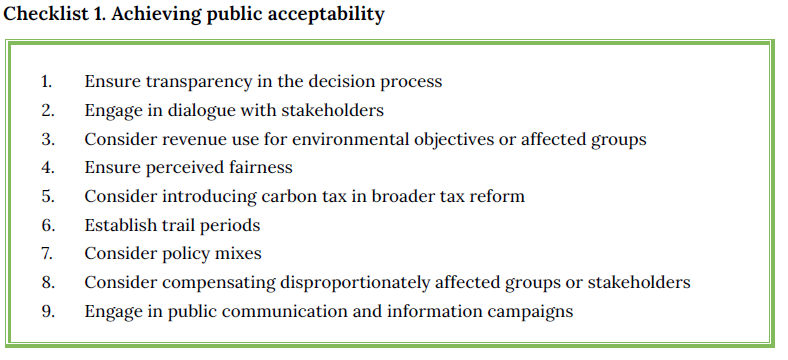 Checklist 1. Achieving public acceptability
1. Ensure transparency in the decision process
2. Engage in dialogue with stakeholders
3. Consider revenue use for environmental objectives or affected groups
4. Ensure perceived fairness
5. Consider introducing carbon tax in broader tax reform
6. Establish trail periods
7. Consider policy mixes
8. Consider compensating disproportionately affected groups or stakeholders
9. Engage in public communication and information campaigns